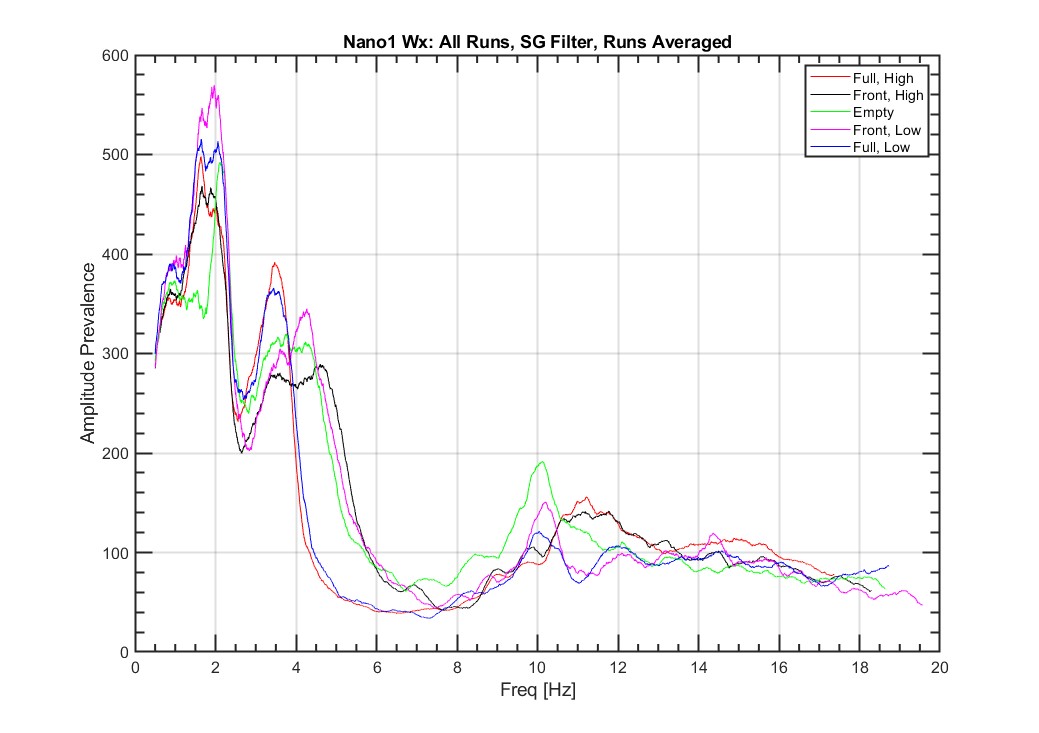 Nano1 Wx: All Runs, SG Filter, Runs Averaged
600
500
400
300
200
100
0
Amplitude Prevalence
Full, High
Front, High
Empty
Front, Low
Full, Low
0 2 4 6 8 10 12 14 16 18 20
Freq [Hz]